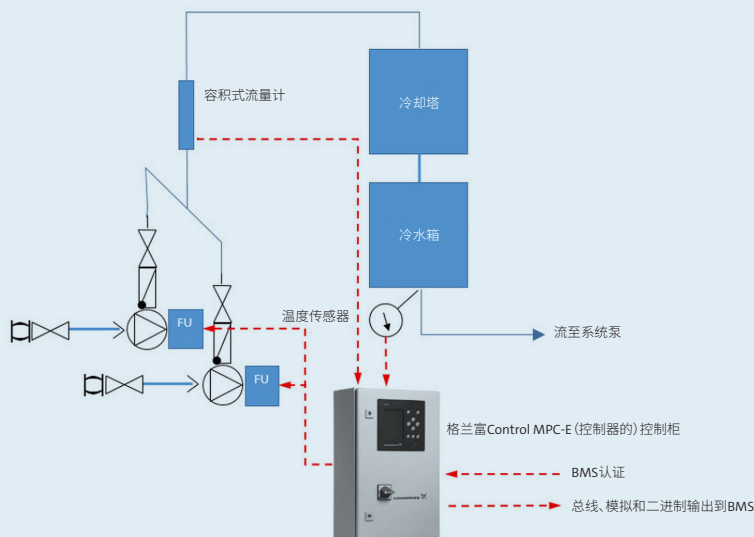 容积式流量计
冷却塔
冷水箱
温度传感器
FU
FU
流至系统泵
格兰富Control MPC-E(控制器的)控制柜
BMS认证
总线、模拟和二进制输出到BMS
GRUNDFOS